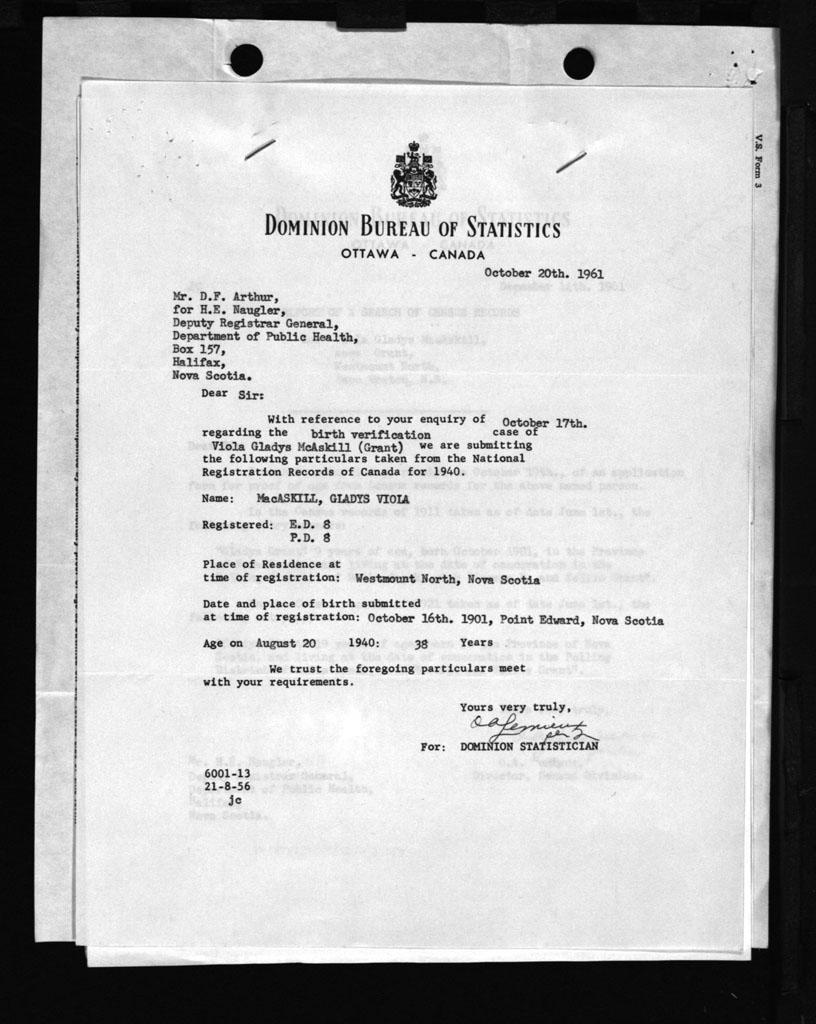 V.S. Form 3
DOMINION BUREAU OF STATISTICS
OTTAWA - CANADA
October 20th. 1961
Mr. D.F. Arthur,
for H.E. Naugler,
Deputy Registrar General,
Department of Public Health,
Box 157,
Halifax,
Nova Scotia.
Dear Sir:
With reference to your enquiry of October 17th.
regarding the birth verification case of
Viola Gladys McAskill (Grant) we are submitting
the following particulars taken from the National
Registration Records of Canada for 1940.
Name: MacASKILL, GLADYS VIOLA
Registered: E.D. 8
P.D. 8
Place of Residence at
time of registration: Westmount North, Nova Scotia
Date and place of birth submitted
at time of registration: October 16th. 1901, Point Edward, Nova Scotia
Age on August 20 1940: 38 Years
We trust the foregoing particulars meet
with your requirements.
Yours very truly,
OALemieux
per
For: DOMINION STATISTICIAN
6001-13
21-8-56
jc